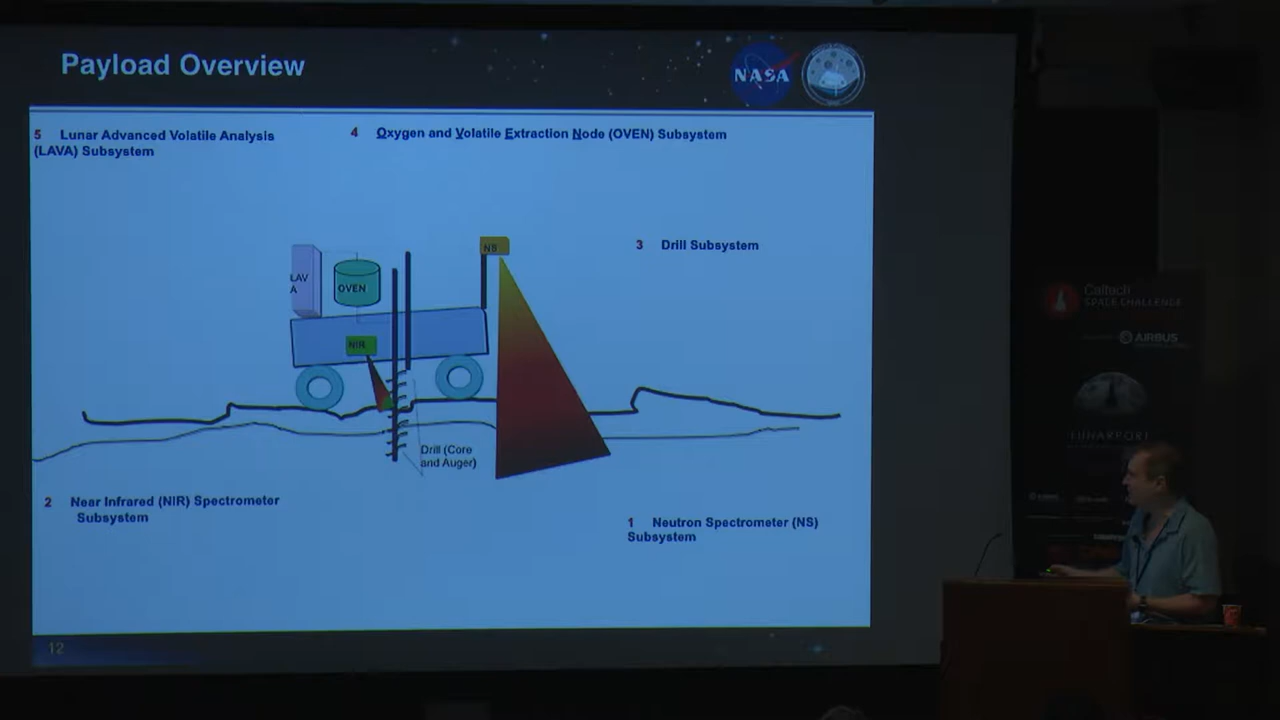 Payload Overview
NASA
5 Lunar Advanced Volatile Analysis
(LAVA) Subsystem
4 Oxygen and Volatile Extraction Node (OVEN) Subsystem
3 Drill Subsystem
NS
LAV
A
OVEN
NIR
Drill (Core
and Auger)
2 Near Infrared (NIR) Spectrometer
Subsystem
1 Neutron Spectrometer (NS)
Subsystem
12
Caltech
SPACE CHALLENGE
AIRBUS
LUNARPORT